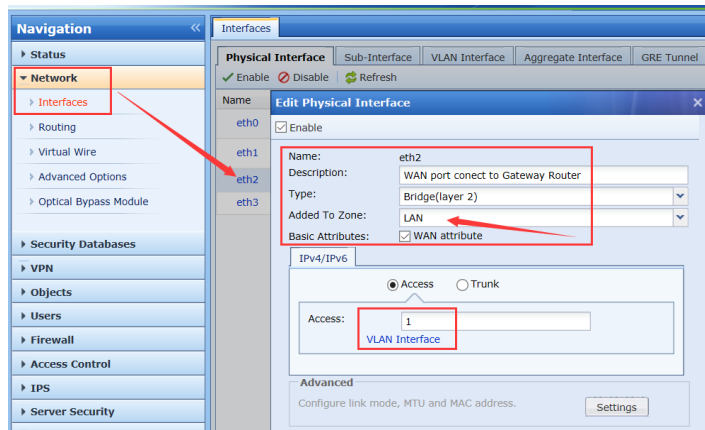 Navigation
Status
Network
Interfaces
Routing
Virtual Wire
Advanced Options
Optical Bypass Module
Security Databases
VPN
Objects
Users
Firewall
Access Control
IPS
Server Security
Interfaces
Physical Interface Sub-Interface VLAN Interface Aggregate Interface GRE Tunnel
Enable Disable Refresh
Name
eth0
eth1
eth2
eth3
Edit Physical Interface
Enable
Name: eth2
Description: WAN port conect to Gateway Router
Type: Bridge(layer 2)
Added To Zone: LAN
Basic Attributes: WAN attribute
IPv4/IPv6
Access Trunk
Access: 1
VLAN Interface
Advanced
Configure link mode, MTU and MAC address. Settings